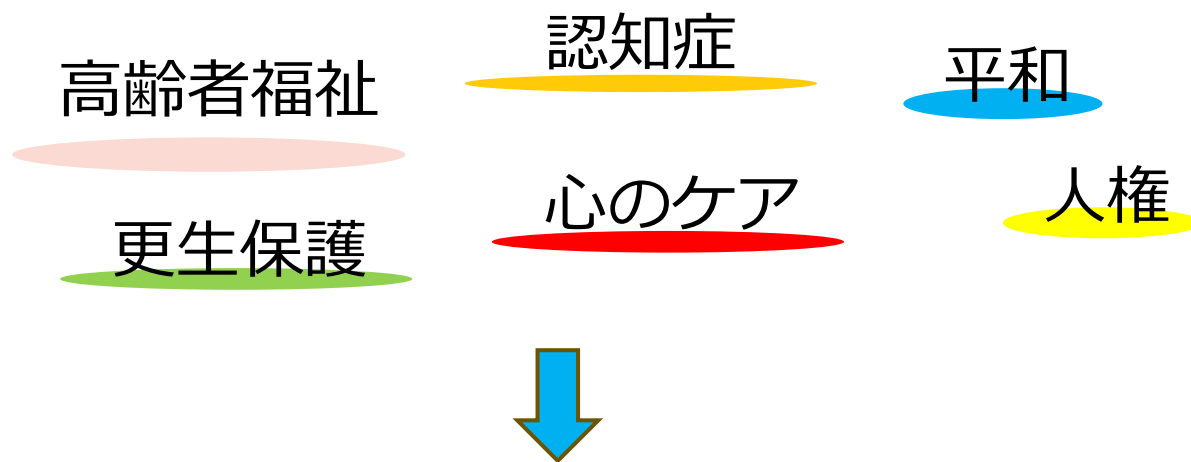 高齢者福祉
認知症
平和
更生保護
心のケア
人権